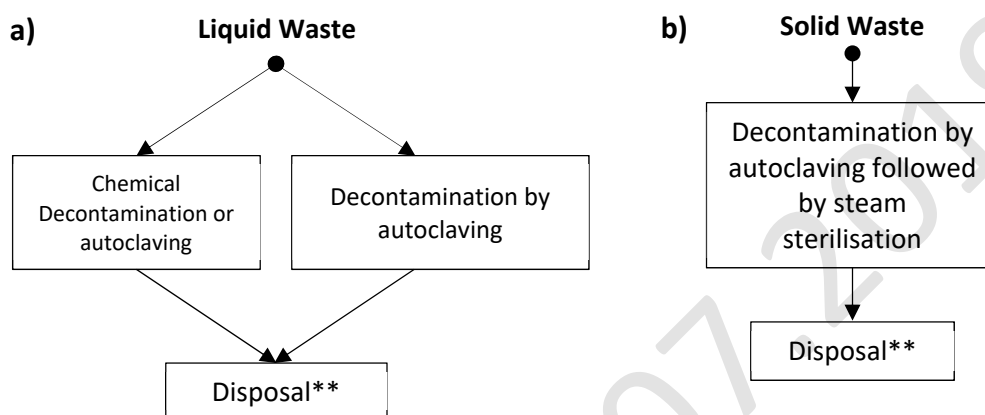 a)
Liquid Waste
Chemical
Decontamination or
autoclaving
Decontamination by
autoclaving
Disposal**
b)
Solid Waste
Decontamination by
autoclaving followed
by steam
sterilisation
Disposal**